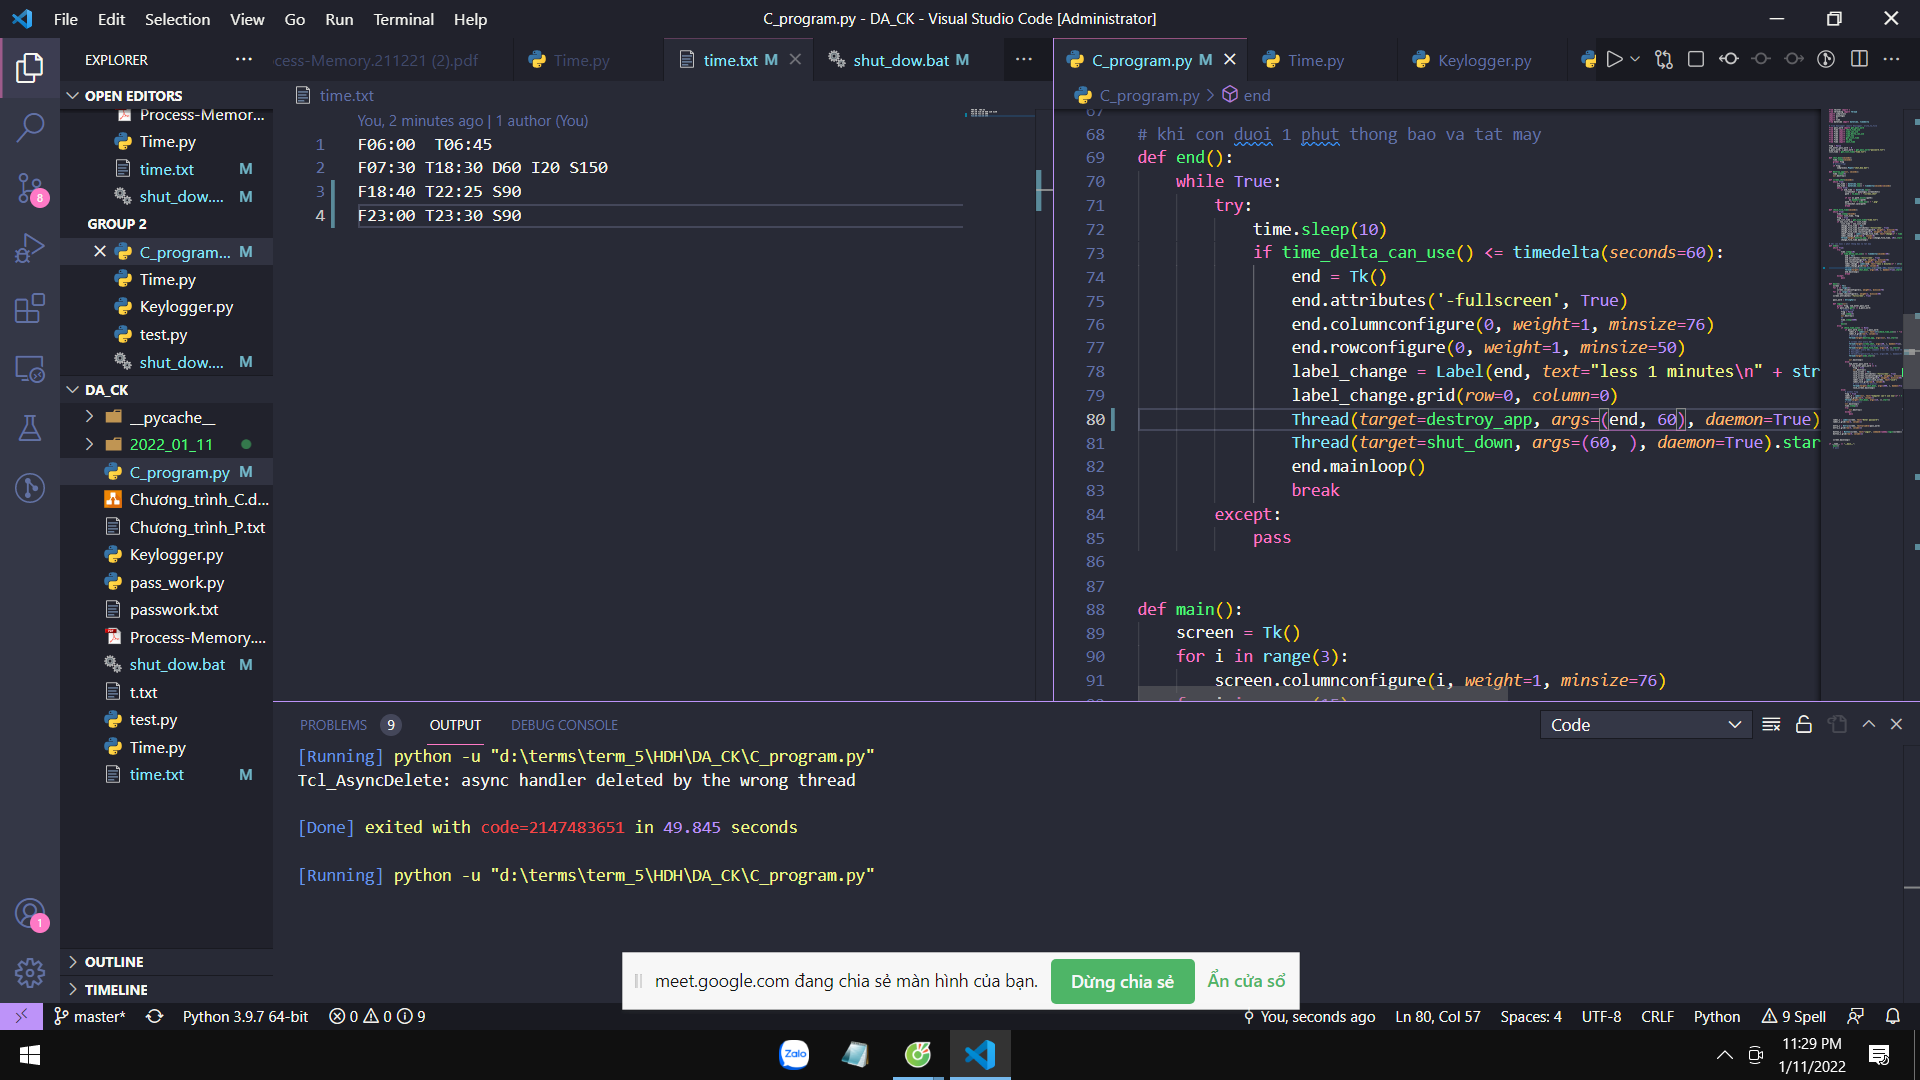 File Edit Selection View Go Run Terminal Help
C_program.py - DA_CK - Visual Studio Code [Administrator]
EXPLORER
cess-Memory.211221 (2).pdf
Time.py
time.txt M
shut_dow.bat M
C_program.py M
Time.py
Keylogger.py
OPEN EDITORS
Process-Memor...
Time.py
time.txt M
shut_dow.... M
GROUP 2
C_program... M
Time.py
Keylogger.py
test.py
shut_dow.... M
DA_CK
__pycache__
2022_01_11
C_program.py M
Chương_trình_C.d...
Chương_trình_P.txt
Keylogger.py
pass_work.py
passwork.txt
Process-Memory....
shut_dow.bat M
t.txt
test.py
Time.py
time.txt M
OUTLINE
TIMELINE
time.txt
You, 2 minutes ago | 1 author (You)
1 F06:00  T06:45
2 F07:30 T18:30 D60 I20 S150
3 F18:40 T22:25 S90
4 F23:00 T23:30 S90
C_program.py > end
67
68 # khi con duoi 1 phut thong bao va tat may
69 def end():
70 while True:
71 try:
72 time.sleep(10)
73 if time_delta_can_use() <= timedelta(seconds=60):
74 end = Tk()
75 end.attributes('-fullscreen', True)
76 end.columnconfigure(0, weight=1, minsize=76)
77 end.rowconfigure(0, weight=1, minsize=50)
78 label_change = Label(end, text="less 1 minutes\n" + str
79 label_change.grid(row=0, column=0)
80 Thread(target=destroy_app, args=(end, 60), daemon=True)
81 Thread(target=shut_down, args=(60, ), daemon=True).star
82 end.mainloop()
83 break
84 except:
85 pass
86
87
88 def main():
89 screen = Tk()
90 for i in range(3):
91 screen.columnconfigure(i, weight=1, minsize=76)
PROBLEMS 9 OUTPUT DEBUG CONSOLE
Code
[Running] python -u "d:\terms\term_5\HDH\DA_CK\C_program.py"
Tcl_AsyncDelete: async handler deleted by the wrong thread
[Done] exited with code=2147483651 in 49.845 seconds
[Running] python -u "d:\terms\term_5\HDH\DA_CK\C_program.py"
meet.google.com đang chia sẻ màn hình của bạn. Dừng chia sẻ Ẩn cửa sổ
8
1
master* Python 3.9.7 64-bit 0 0 9
You, seconds ago Ln 80, Col 57 Spaces: 4 UTF-8 CRLF Python 9 Spell
Zalo
11:29 PM
1/11/2022